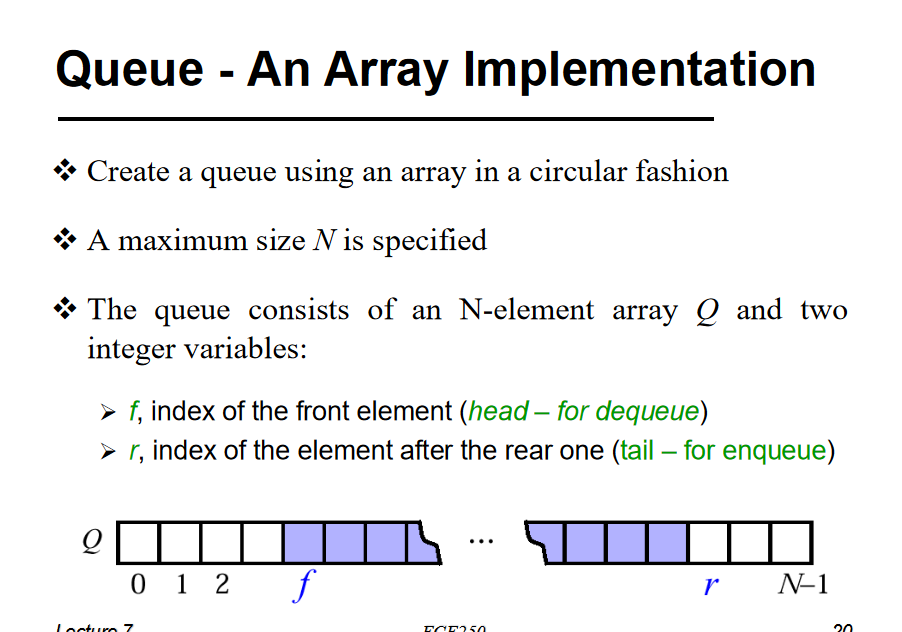 Queue - An Array Implementation
❖ Create a queue using an array in a circular fashion
❖ A maximum size N is specified
❖ The queue consists of an N-element array Q and two
integer variables:
➢ f, index of the front element (head – for dequeue)
➢ r, index of the element after the rear one (tail – for enqueue)
Q ...
0 1 2 f r N–1
Lecture 7 ECE250 20